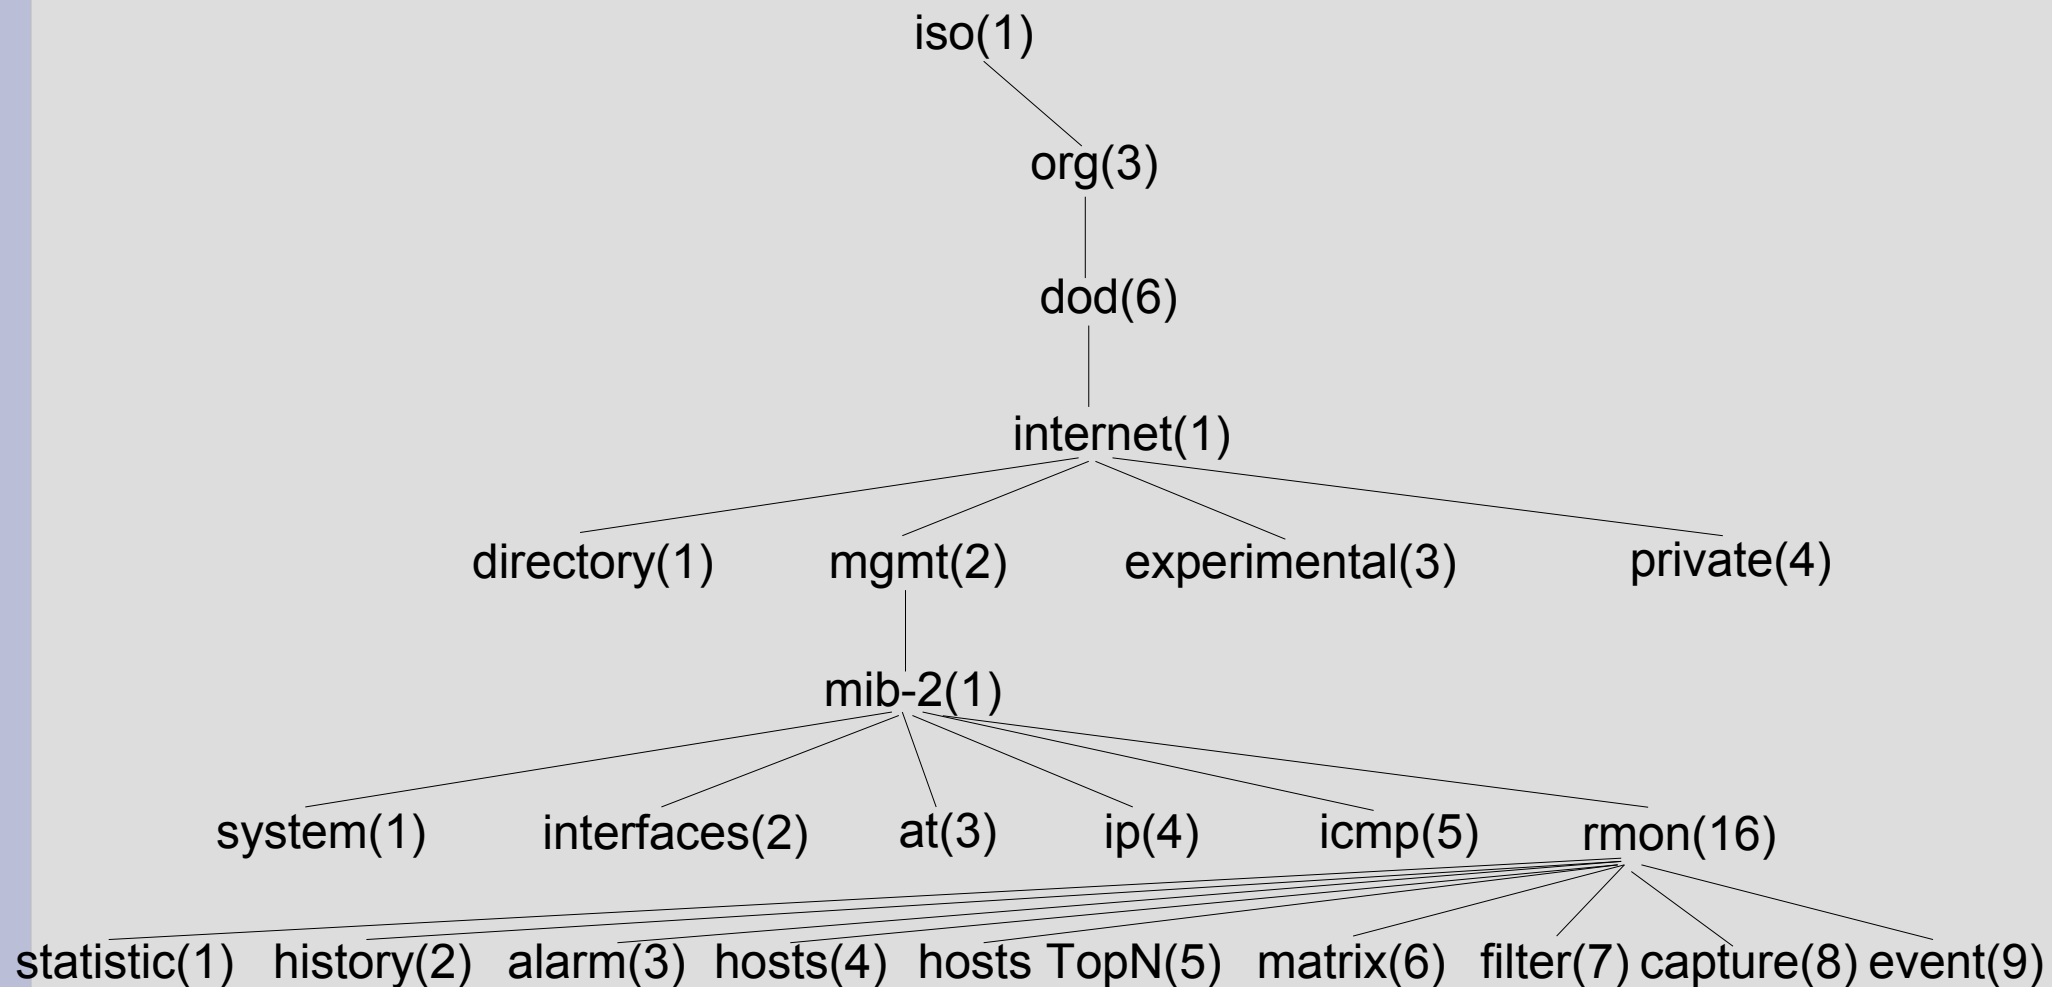 iso(1)
org(3)
dod(6)
internet(1)
directory(1) mgmt(2) experimental(3) private(4)
mib-2(1)
system(1) interfaces(2) at(3) ip(4) icmp(5) rmon(16)
statistic(1) history(2) alarm(3) hosts(4) hosts TopN(5) matrix(6) filter(7) capture(8) event(9)